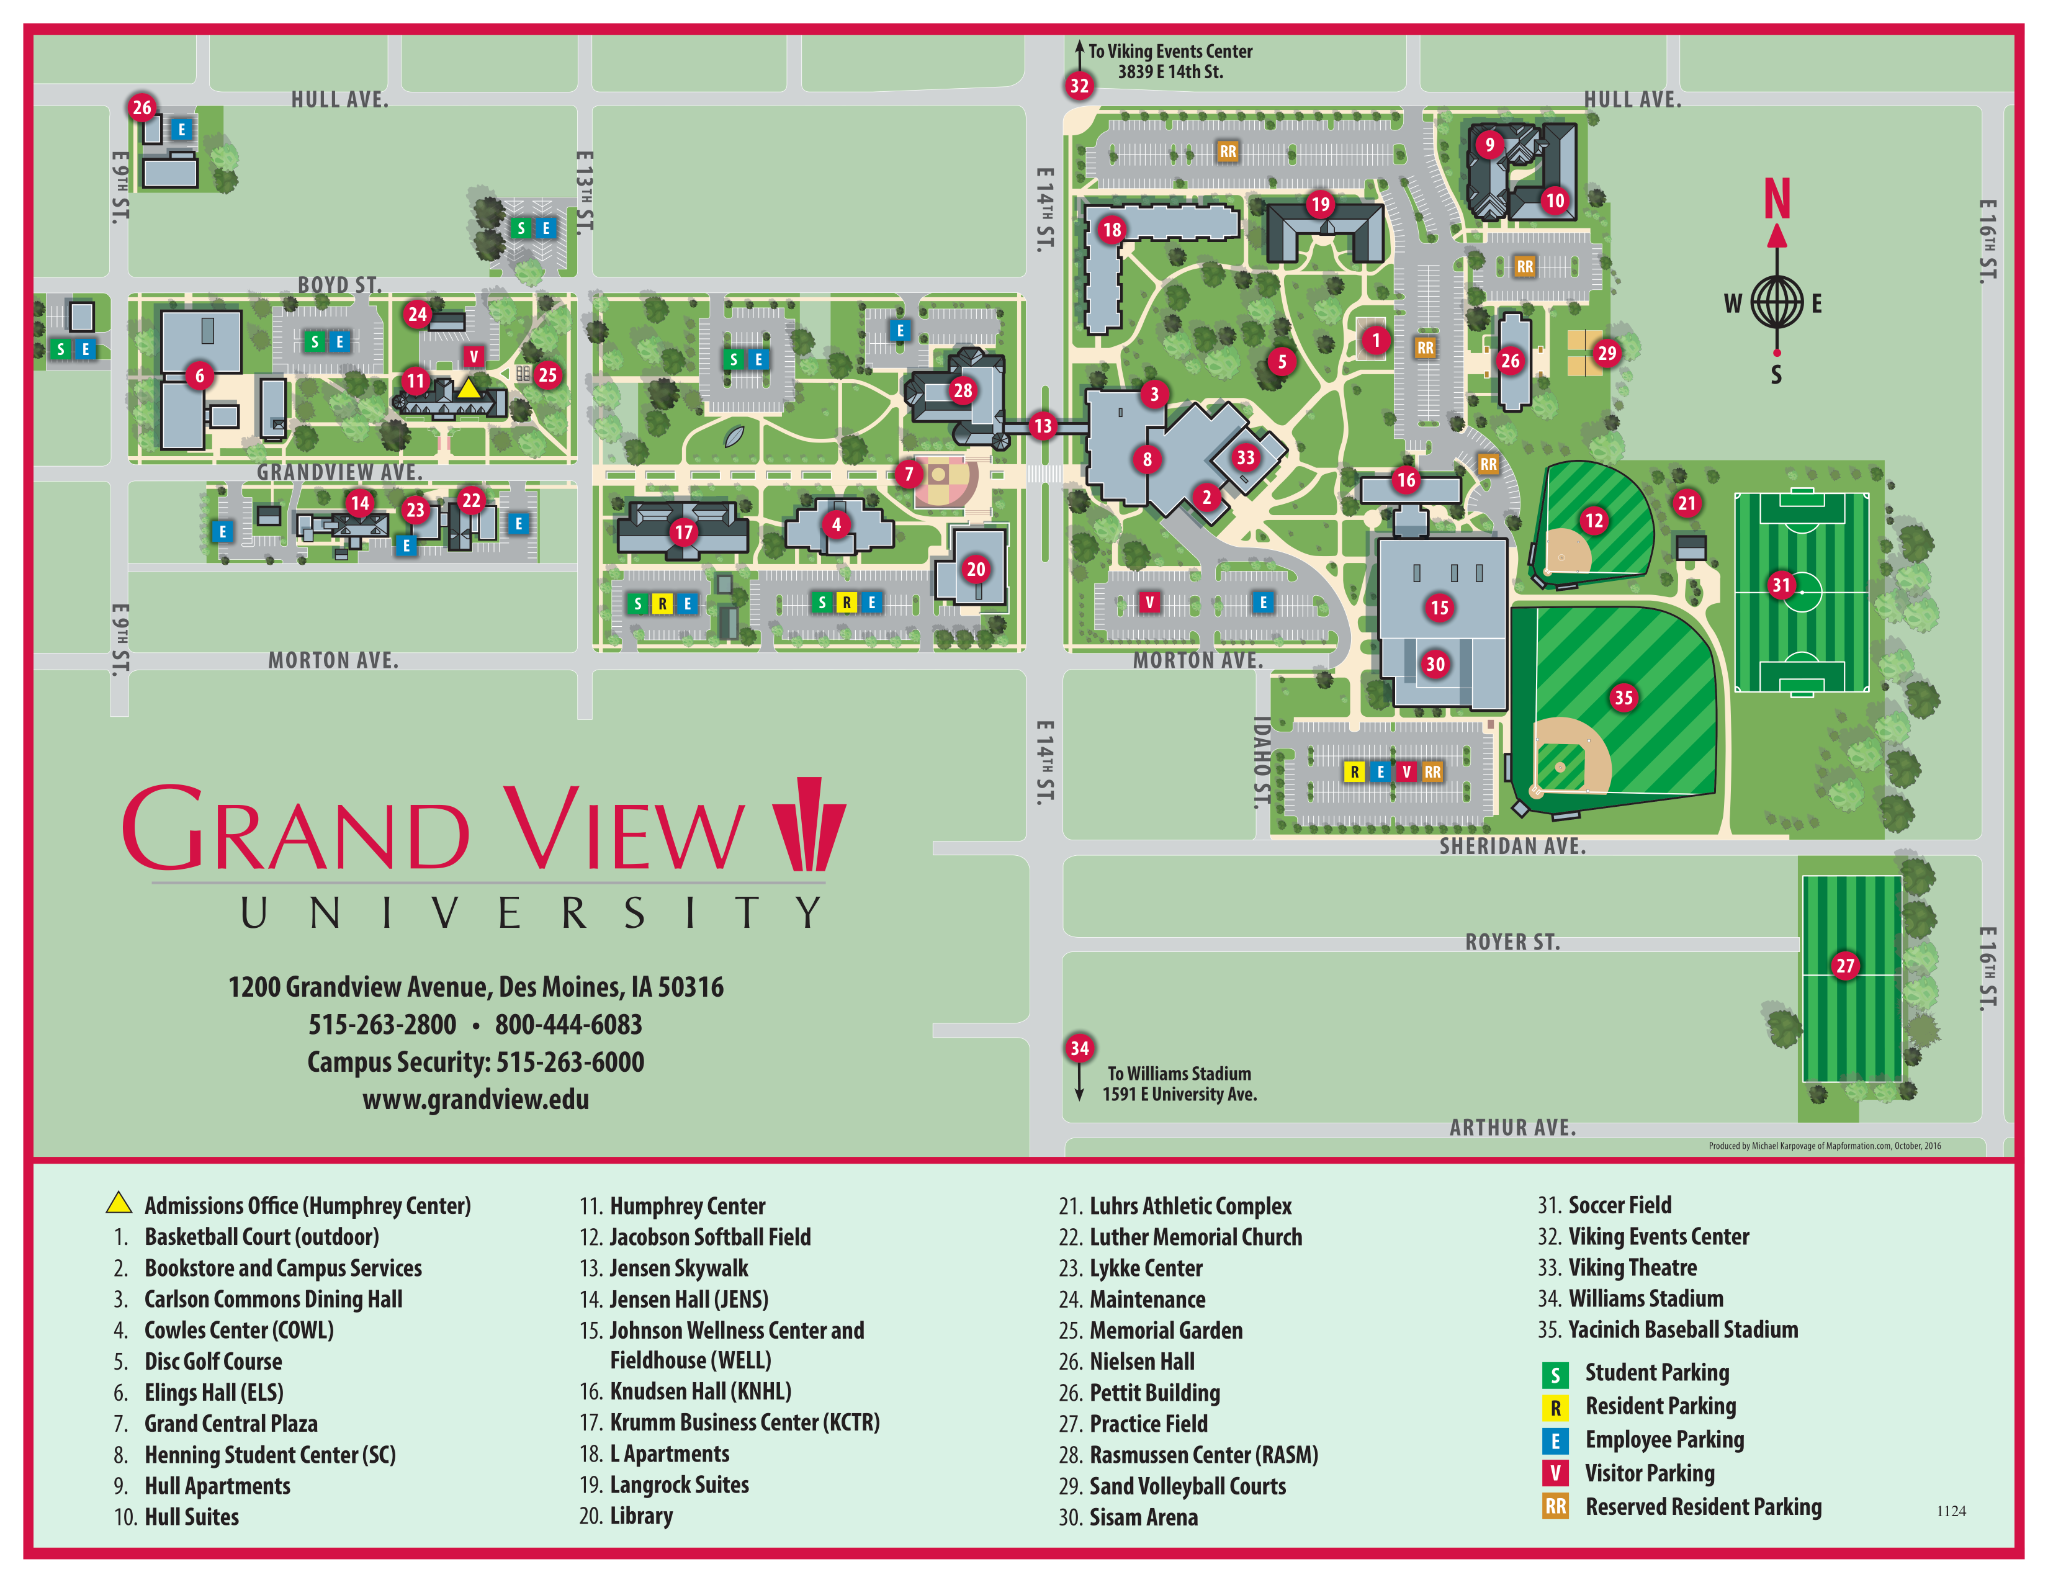 To Viking Events Center
3839 E 14th St.
32
HULL AVE.
HULL AVE.
26
E
E 9TH ST.
E 13TH ST.
E 14TH ST.
E 16TH ST.
RR
9
10
N
W E
S
S E
18
19
RR
BOYD ST.
24
S E
S E
V
6
11
25
E
S E
28
1
RR
5
26
29
3
13
8
33
2
16
RR
GRANDVIEW AVE.
7
14
23
22
E
E
E
17
4
20
12
21
31
S R E
S R E
V
E
15
30
35
E 9TH ST.
MORTON AVE.
MORTON AVE.
E 14TH ST.
IDAHO ST.
R E V RR
SHERIDAN AVE.
GRAND VIEW
UNIVERSITY
1200 Grandview Avenue, Des Moines, IA 50316
515-263-2800 • 800-444-6083
Campus Security: 515-263-6000
www.grandview.edu
ROYER ST.
27
E 16TH ST.
34
To Williams Stadium
1591 E University Ave.
ARTHUR AVE.
Produced by Michael Karpovage of Mapformation.com, October, 2016
Admissions Office (Humphrey Center)
1. Basketball Court (outdoor)
2. Bookstore and Campus Services
3. Carlson Commons Dining Hall
4. Cowles Center (COWL)
5. Disc Golf Course
6. Elings Hall (ELS)
7. Grand Central Plaza
8. Henning Student Center (SC)
9. Hull Apartments
10. Hull Suites
11. Humphrey Center
12. Jacobson Softball Field
13. Jensen Skywalk
14. Jensen Hall (JENS)
15. Johnson Wellness Center and
Fieldhouse (WELL)
16. Knudsen Hall (KNHL)
17. Krumm Business Center (KCTR)
18. L Apartments
19. Langrock Suites
20. Library
21. Luhrs Athletic Complex
22. Luther Memorial Church
23. Lykke Center
24. Maintenance
25. Memorial Garden
26. Nielsen Hall
26. Pettit Building
27. Practice Field
28. Rasmussen Center (RASM)
29. Sand Volleyball Courts
30. Sisam Arena
31. Soccer Field
32. Viking Events Center
33. Viking Theatre
34. Williams Stadium
35. Yacinich Baseball Stadium
S Student Parking
R Resident Parking
E Employee Parking
V Visitor Parking
RR Reserved Resident Parking
1124